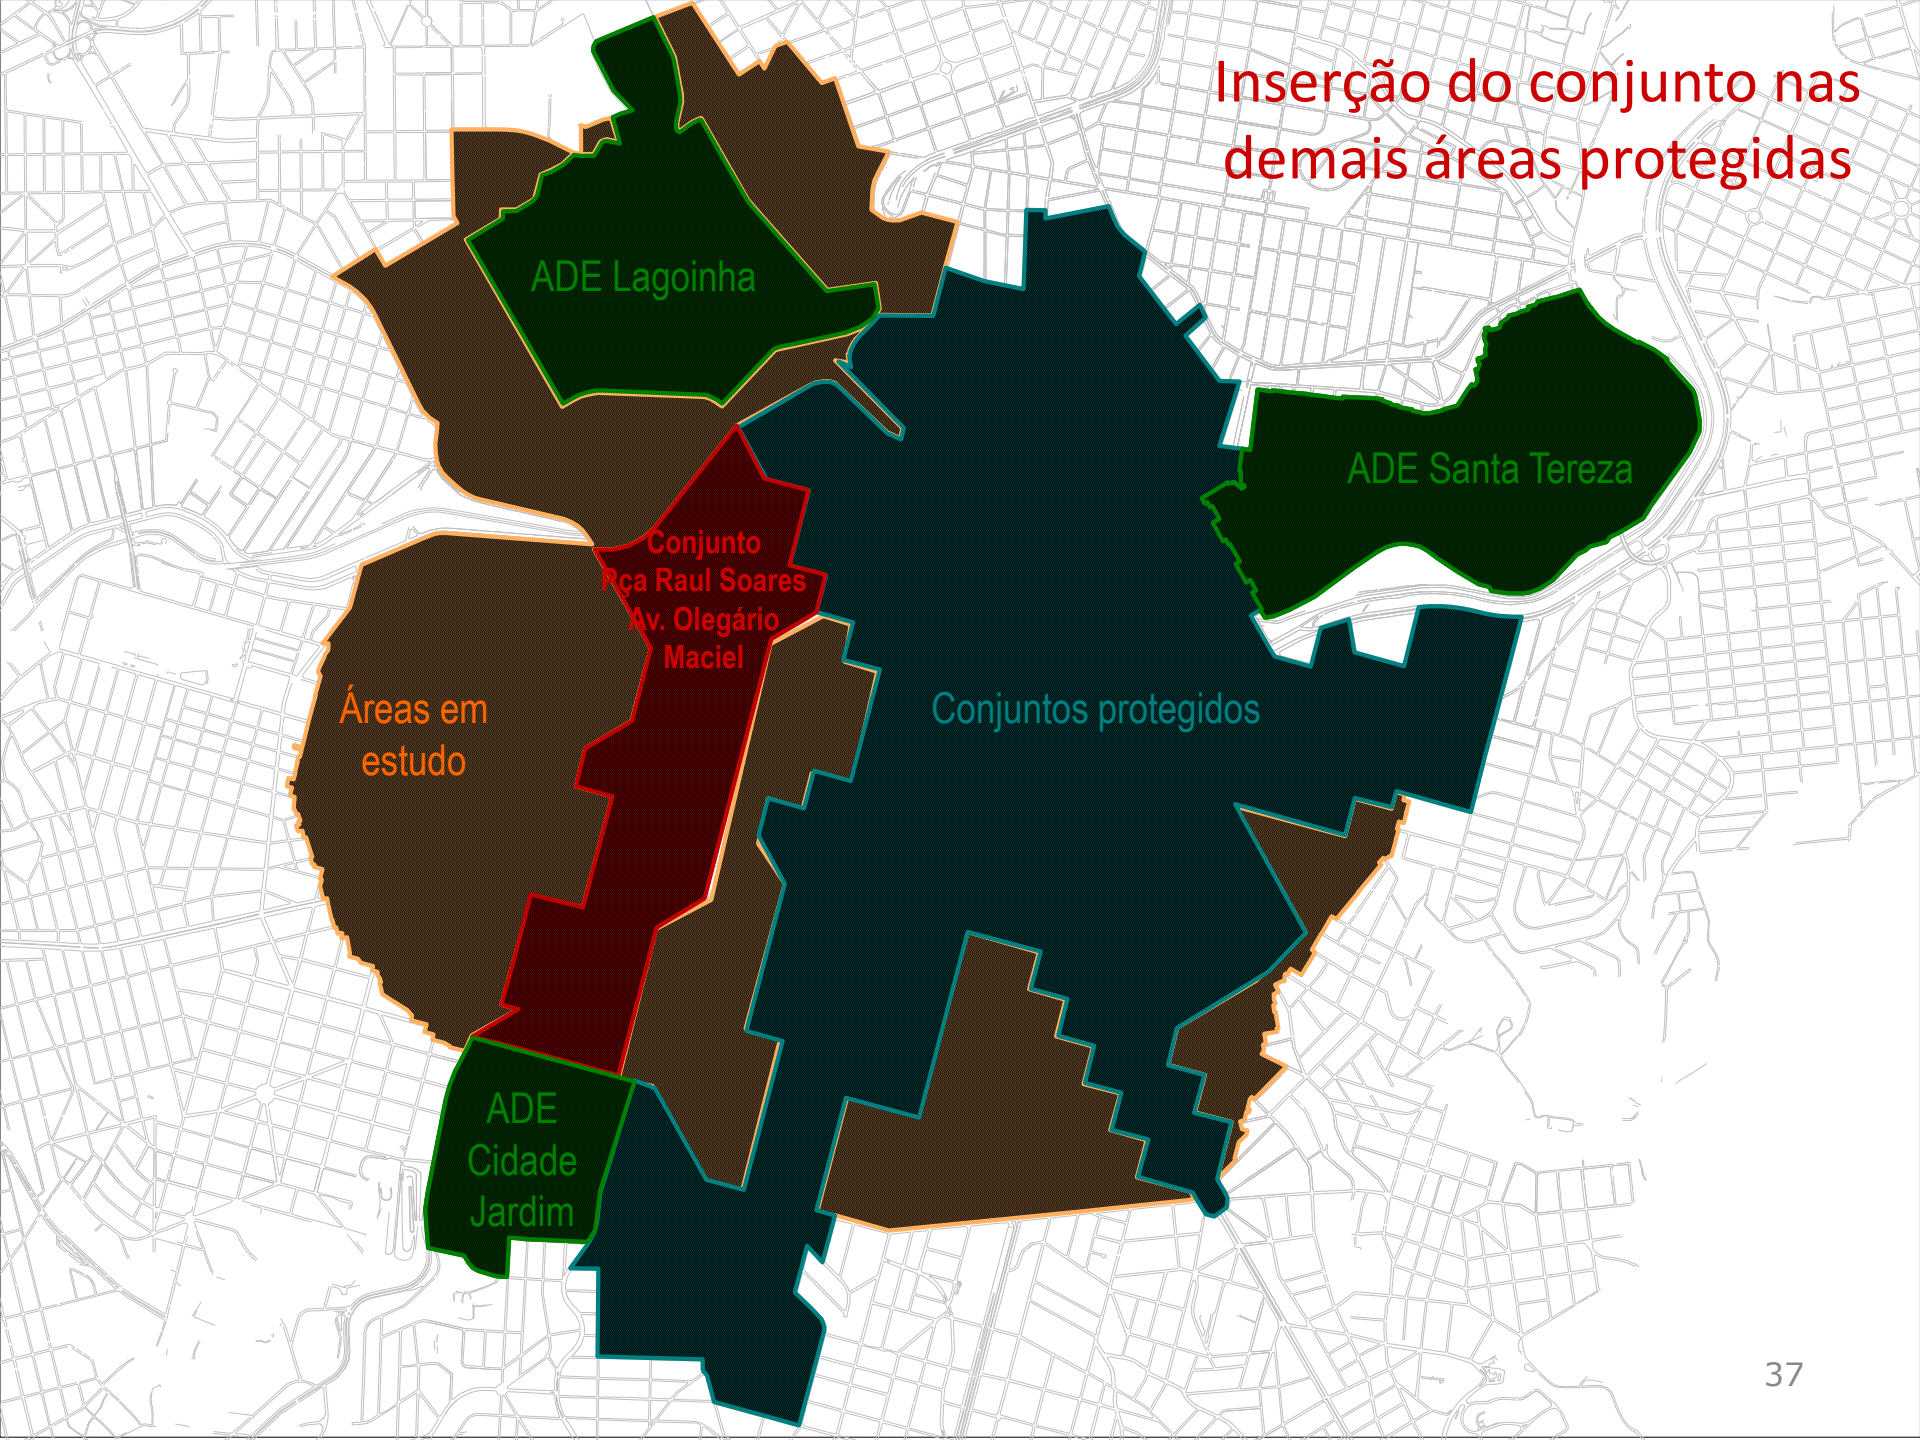 Inserção do conjunto nas
demais áreas protegidas
ADE Lagoinha
ADE Santa Tereza
Conjunto
Pça Raul Soares
Av. Olegário
Maciel
Áreas em
estudo
Conjuntos protegidos
ADE
Cidade
Jardim
37